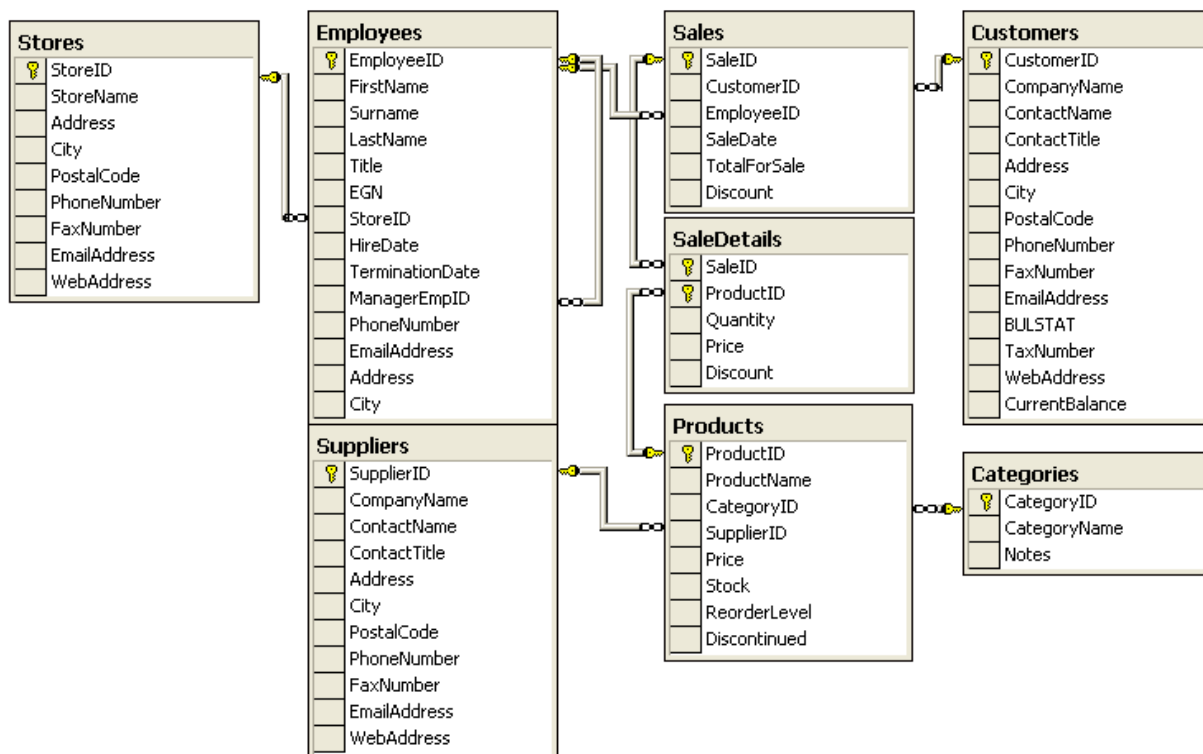 Stores
StoreID
StoreName
Address
City
PostalCode
PhoneNumber
FaxNumber
EmailAddress
WebAddress
Employees
EmployeeID
FirstName
Surname
LastName
Title
EGN
StoreID
HireDate
TerminationDate
ManagerEmpID
PhoneNumber
EmailAddress
Address
City
Suppliers
SupplierID
CompanyName
ContactName
ContactTitle
Address
City
PostalCode
PhoneNumber
FaxNumber
EmailAddress
WebAddress
Sales
SaleID
CustomerID
EmployeeID
SaleDate
TotalForSale
Discount
SaleDetails
SaleID
ProductID
Quantity
Price
Discount
Products
ProductID
ProductName
CategoryID
SupplierID
Price
Stock
ReorderLevel
Discontinued
Customers
CustomerID
CompanyName
ContactName
ContactTitle
Address
City
PostalCode
PhoneNumber
FaxNumber
EmailAddress
BULSTAT
TaxNumber
WebAddress
CurrentBalance
Categories
CategoryID
CategoryName
Notes